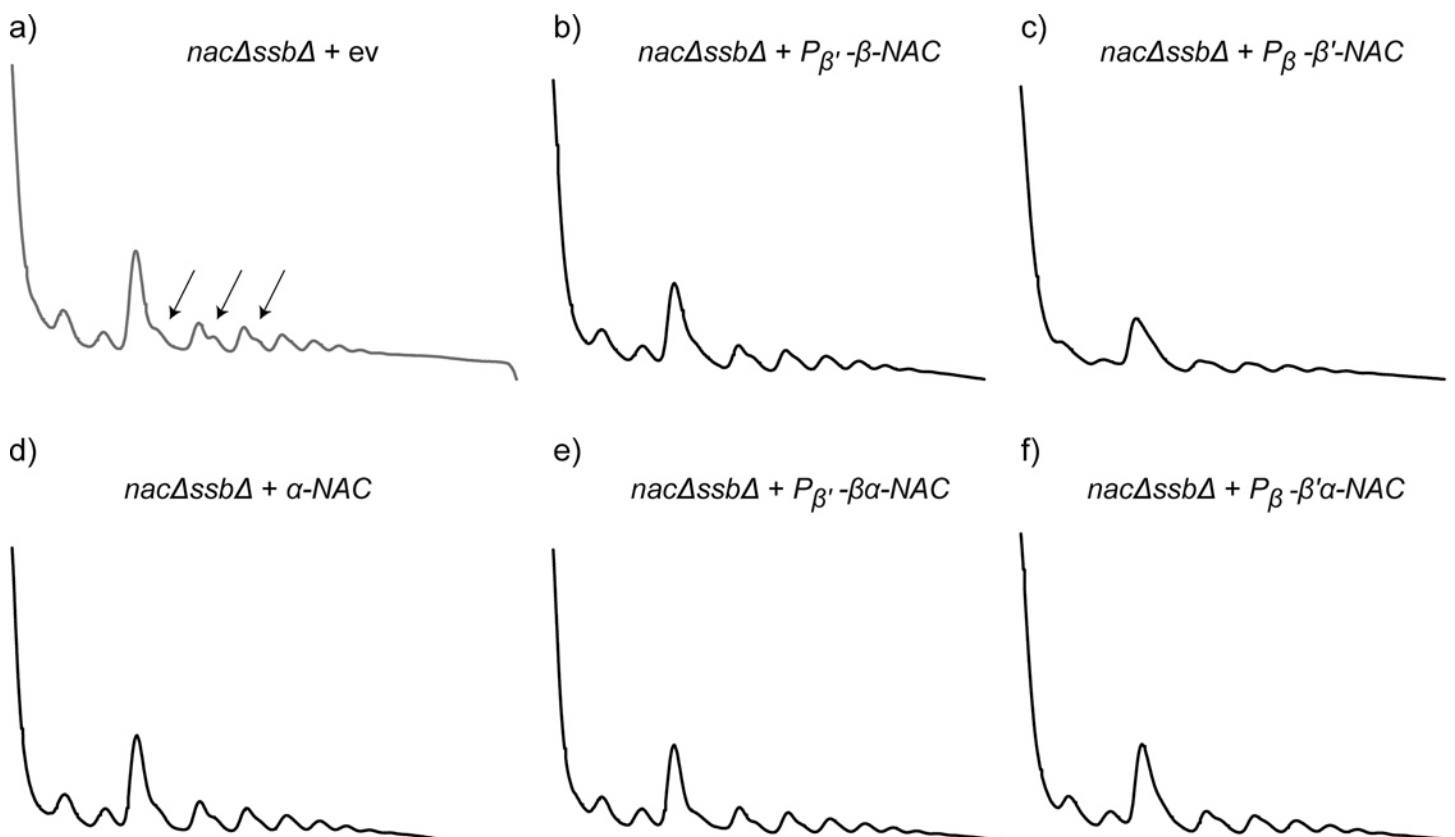 a) nacΔssbΔ + ev
b) nacΔssbΔ + Pβ'-β-NAC
c) nacΔssbΔ + Pβ-β'-NAC
d) nacΔssbΔ + α-NAC
e) nacΔssbΔ + Pβ'-βα-NAC
f) nacΔssbΔ + Pβ-β'α-NAC